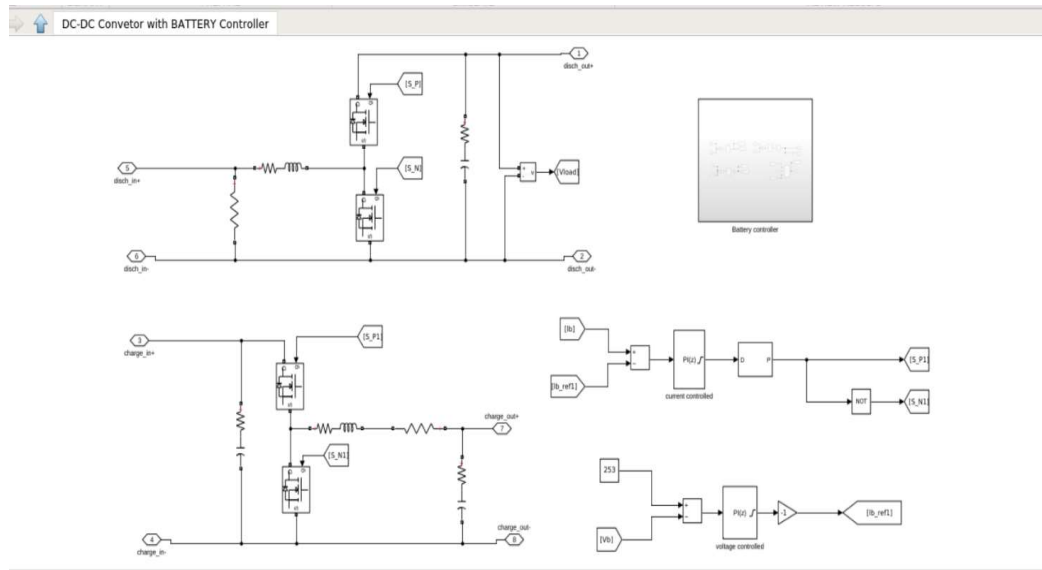 DC-DC Convetor with BATTERY Controller
1
disch_out+
[S_P]
[S_N]
5
disch_in+
+
-
v
[Vload]
Battery controller
6
disch_in-
2
disch_out-
3
charge_in+
[S_P1]
[S_N1]
charge_out+
7
4
charge_in-
charge_out-
8
[Ib]
[Ib_ref1]
+
-
PI(z)
current controlled
D
P
[S_P1]
NOT
[S_N1]
253
[Vb]
+
-
PI(z)
voltage controlled
-1
[Ib_ref1]